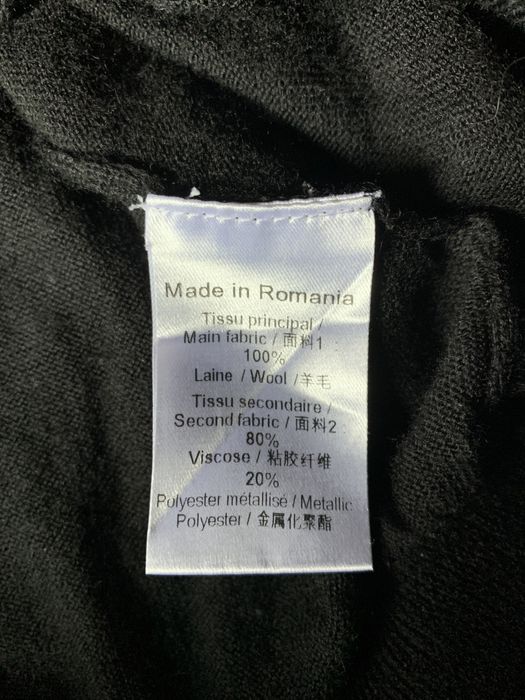 Made in Romania
Tissu principal /
Main fabric / 面料1
100%
Laine / Wool /羊毛
Tissu secondaire /
Second fabric / 面料2
80%
Viscose / 粘胶纤维
20%
Polyester métallisé / Metallic
Polyester / 金属化聚酯